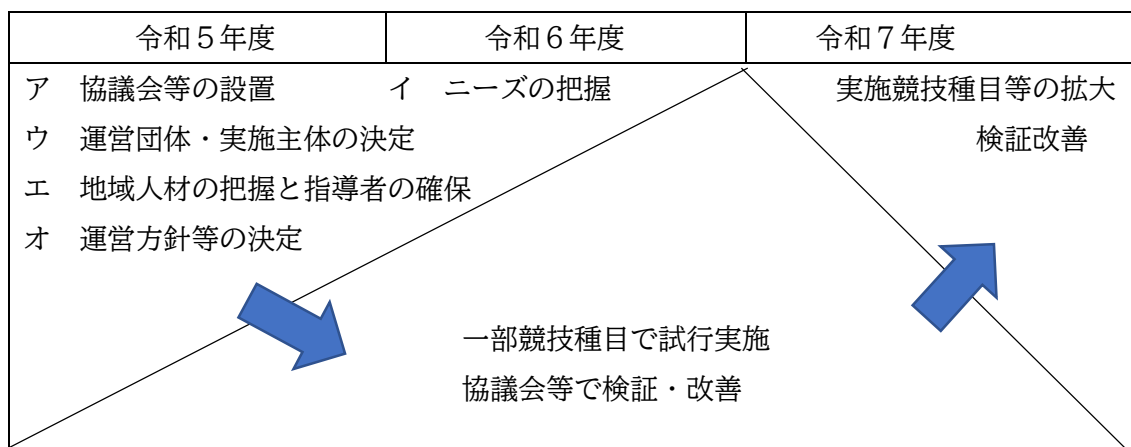 令和５年度 令和６年度 令和７年度
ア 協議会等の設置 イ ニーズの把握 実施競技種目等の拡大
ウ 運営団体・実施主体の決定 検証改善
エ 地域人材の把握と指導者の確保
オ 運営方針等の決定
一部競技種目で試行実施
協議会等で検証・改善